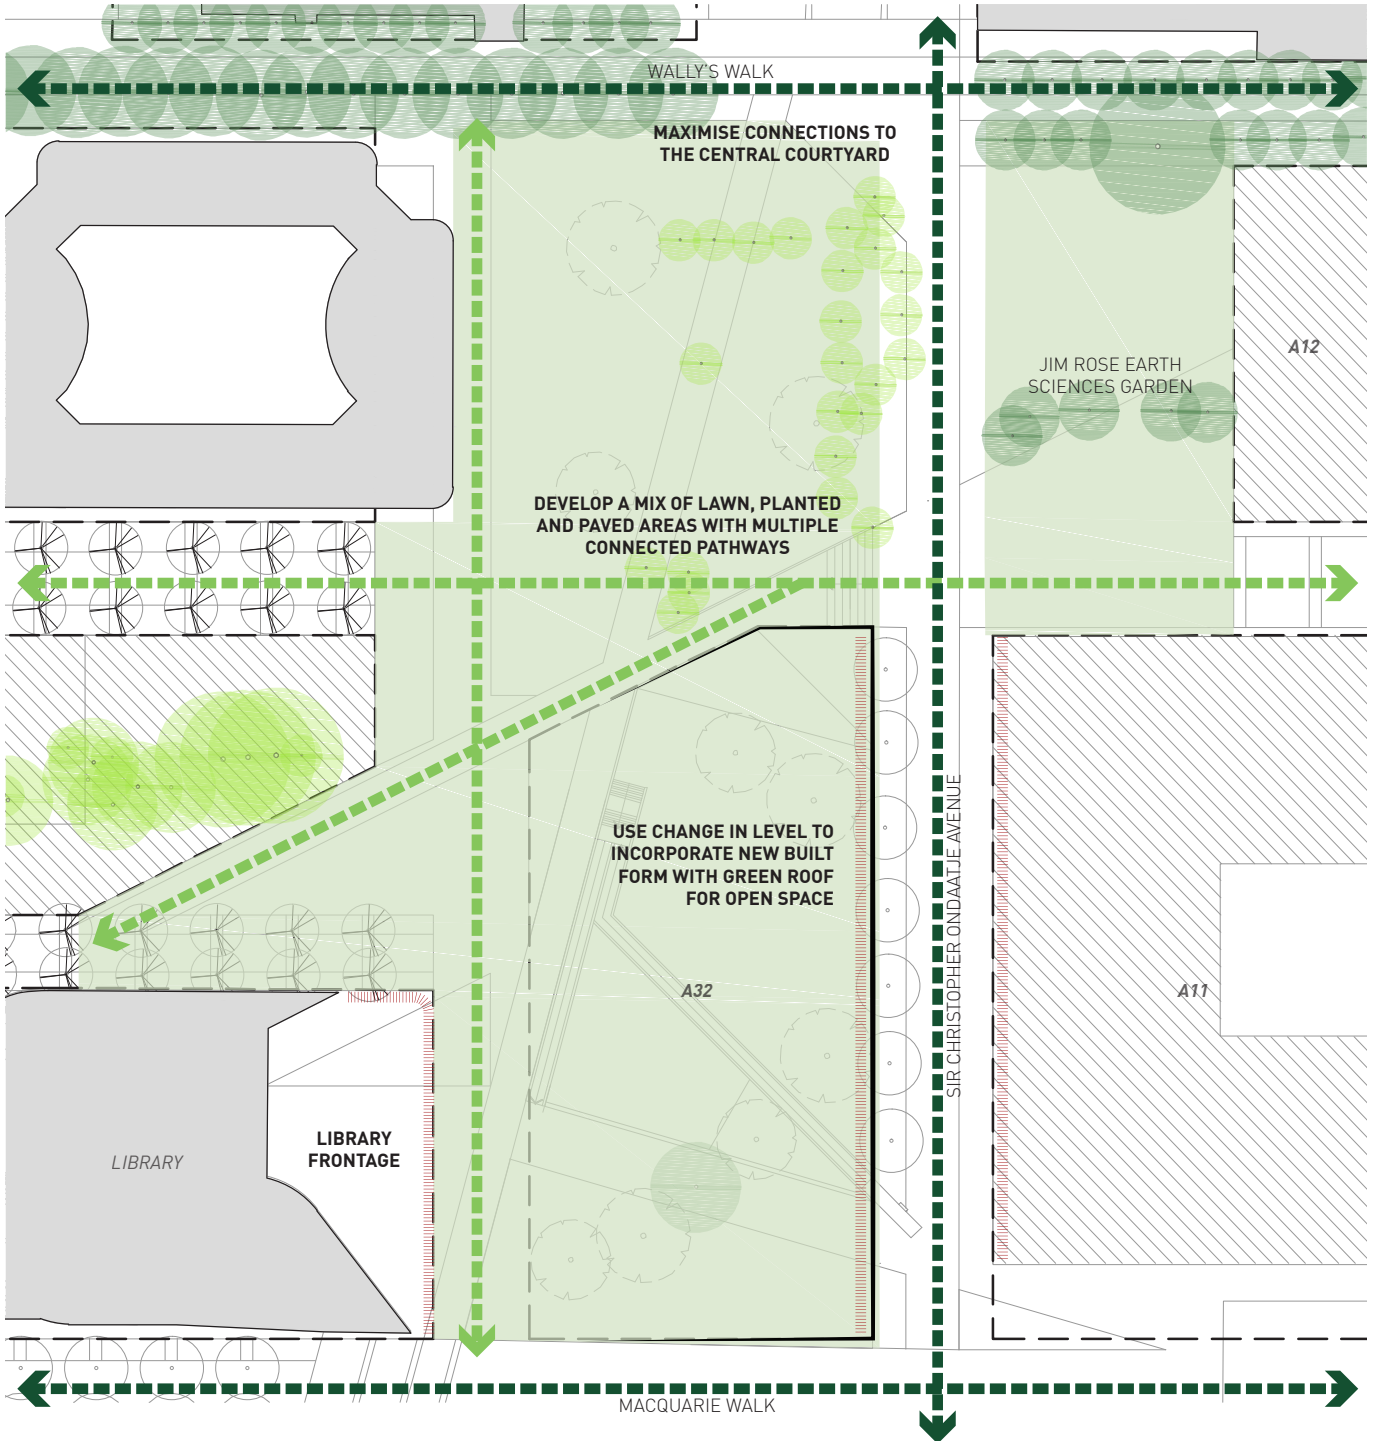 WALLY'S WALK
MAXIMISE CONNECTIONS TO
THE CENTRAL COURTYARD
A12
JIM ROSE EARTH
SCIENCES GARDEN
DEVELOP A MIX OF LAWN, PLANTED
AND PAVED AREAS WITH MULTIPLE
CONNECTED PATHWAYS
USE CHANGE IN LEVEL TO
INCORPORATE NEW BUILT
FORM WITH GREEN ROOF
FOR OPEN SPACE
SIR CHRISTOPHER ONDAATJE AVENUE
A32
A11
LIBRARY
LIBRARY
FRONTAGE
MACQUARIE WALK